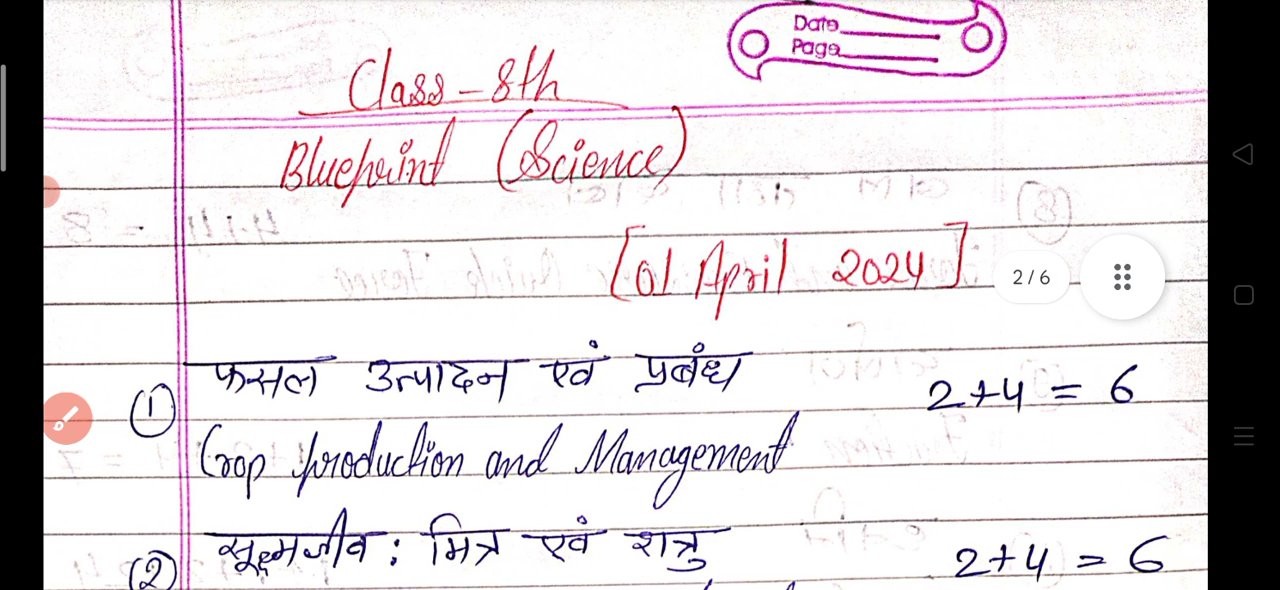 Date
Page
Class - 8th
Blueprint (Science)
[01 April 2024]
2/6
फसल उत्पादन एवं प्रबंध
① 2+4 = 6
Crop production and Management
सूक्ष्मजीव : मित्र एवं शत्रु
(2) 2+4 = 6